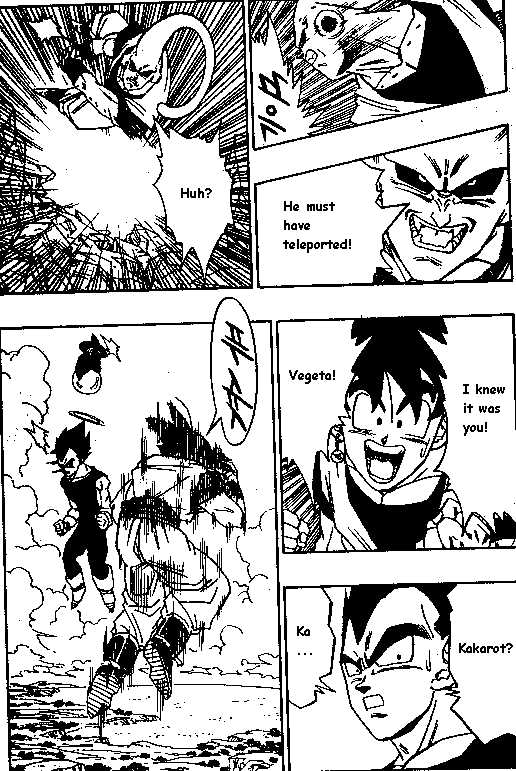 Huh?
He must
have
teleported!
Vegeta!
I knew
it was
you!
Ka
...
Kakarot?